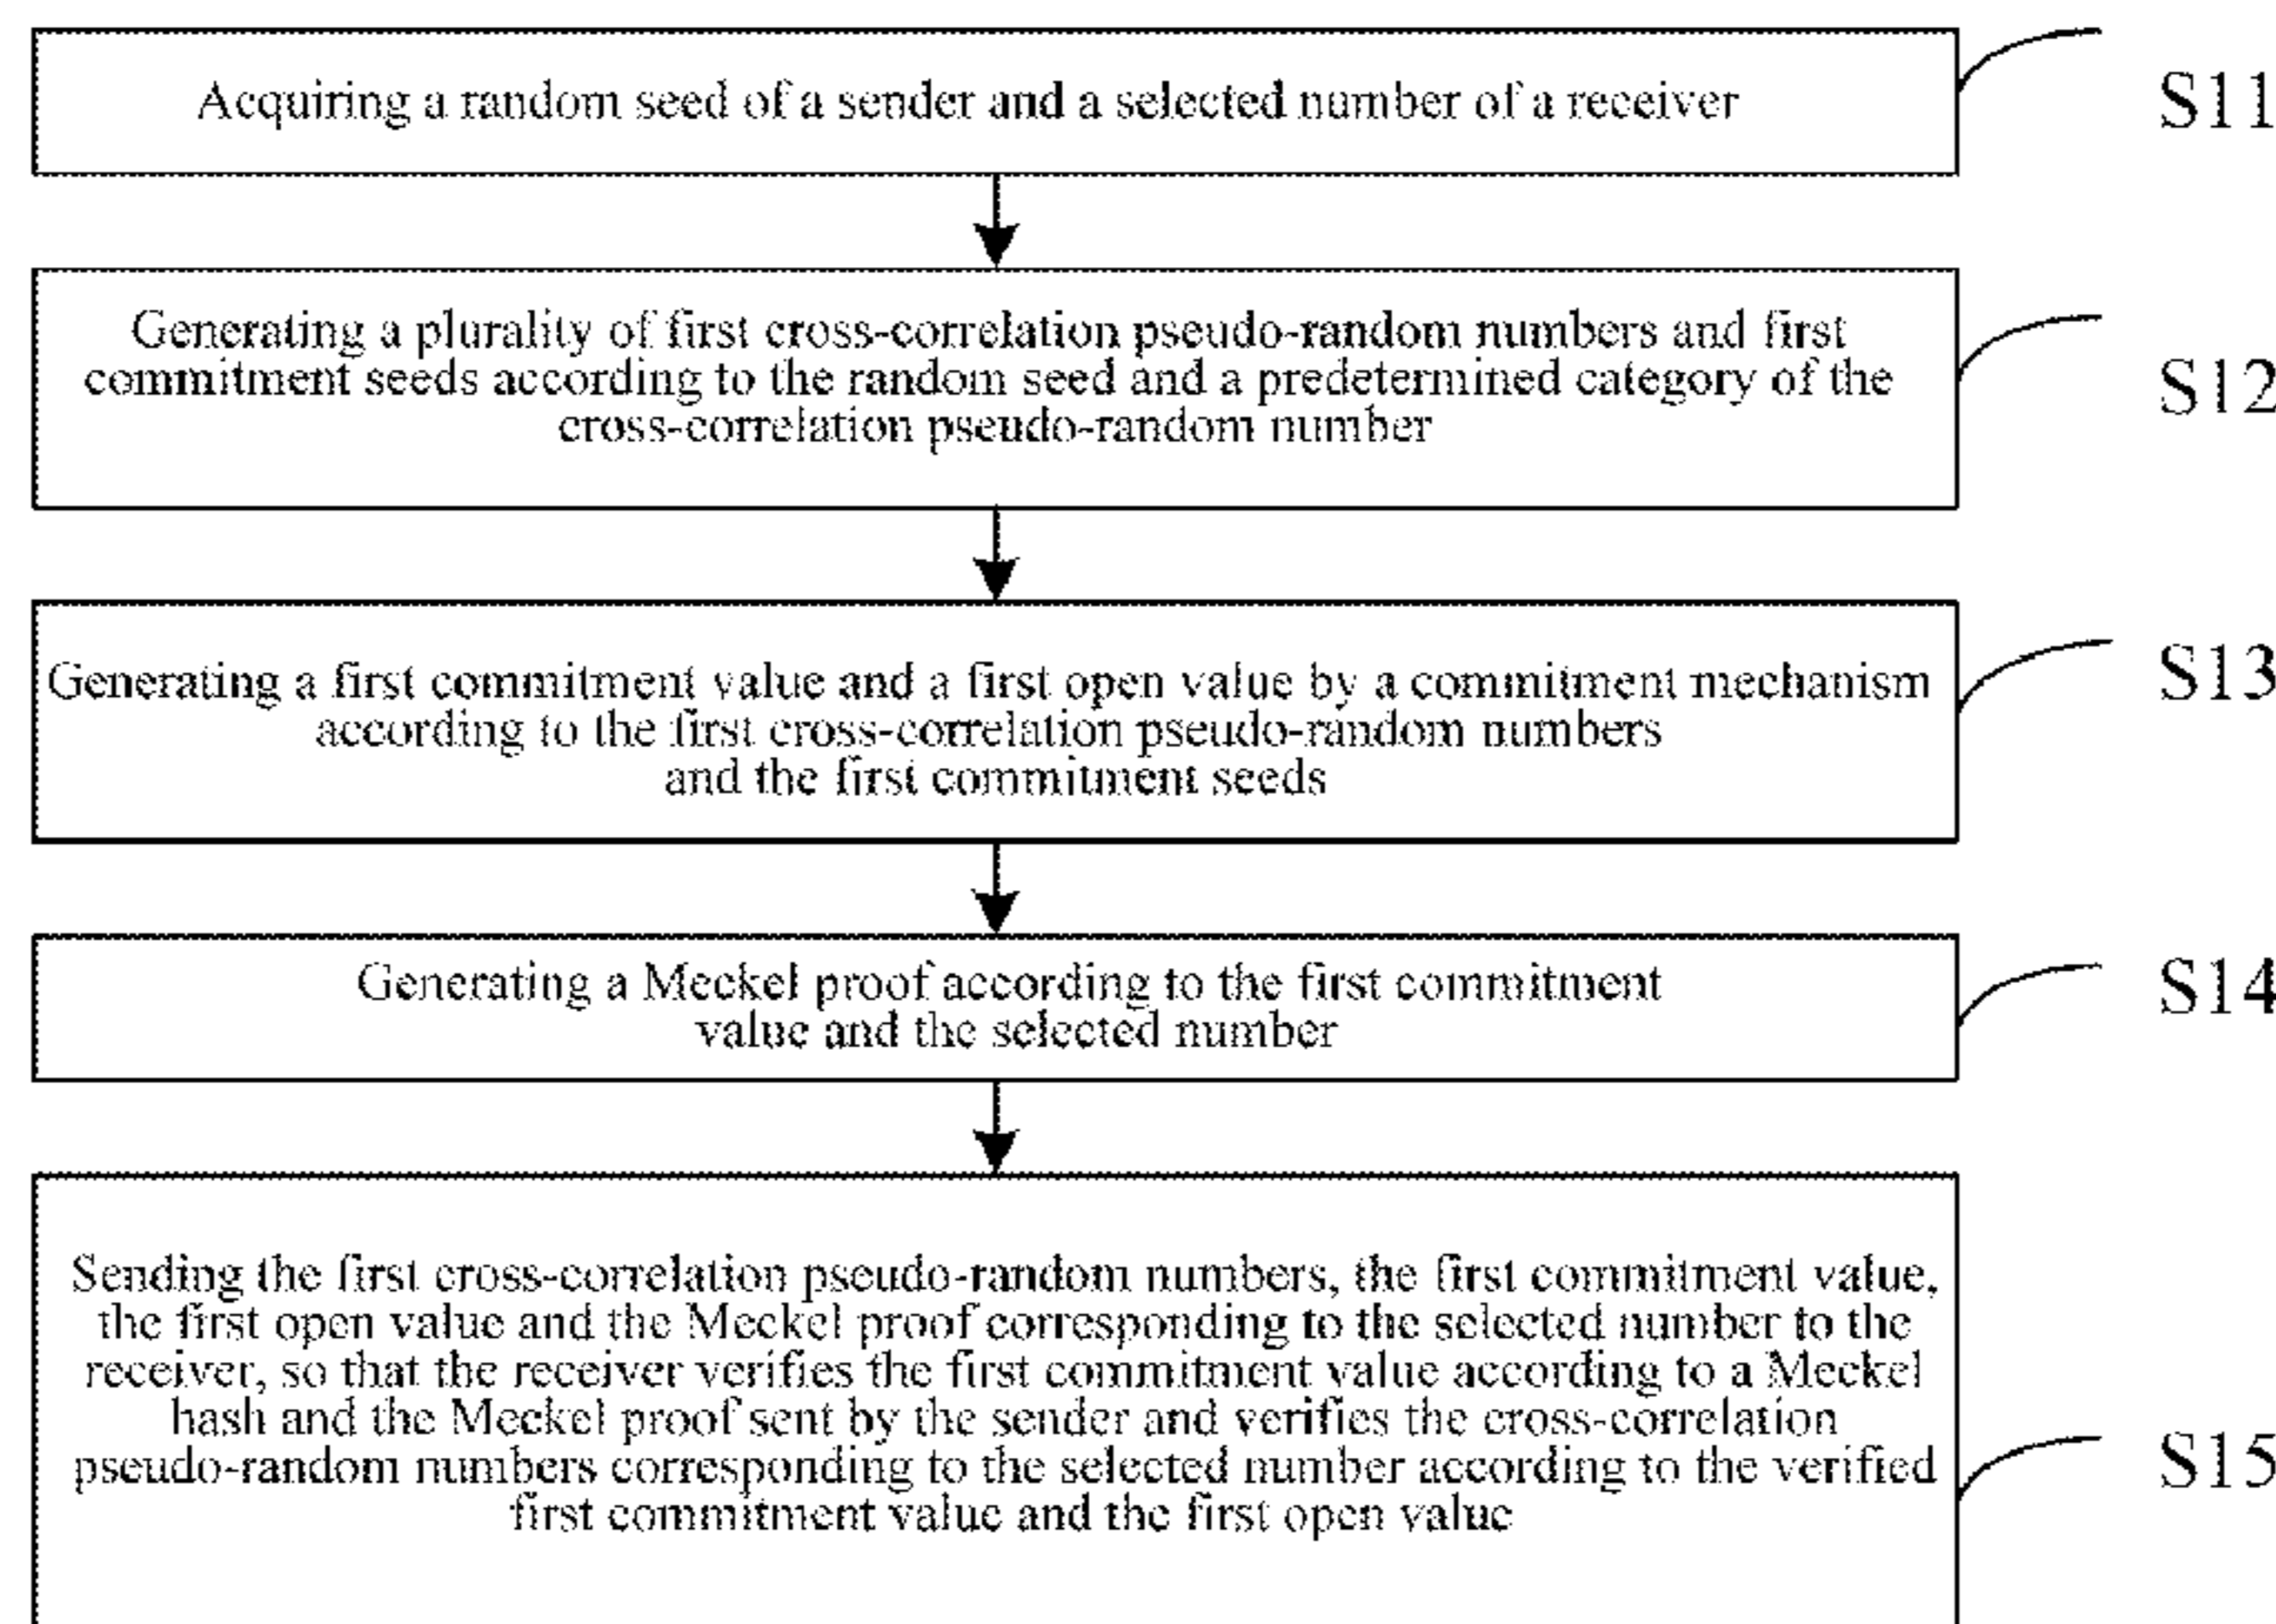 Acquiring a random seed of a sender and a selected number of a receiver
S11
Generating a plurality of first cross-correlation pseudo-random numbers and first
commitment seeds according to the random seed and a predetermined category of the
cross-correlation pseudo-random number
S12
Generating a first commitment value and a first open value by a commitment mechanism
according to the first cross-correlation pseudo-random numbers
and the first commitment seeds
S13
Generating a Meckel proof according to the first commitment
value and the selected number
S14
Sending the first cross-correlation pseudo-random numbers, the first commitment value,
the first open value and the Meckel proof corresponding to the selected number to the
receiver, so that the receiver verifies the first commitment value according to a Meckel
hash and the Meckel proof sent by the sender and verifies the cross-correlation
pseudo-random numbers corresponding to the selected number according to the verified
first commitment value and the first open value
S15